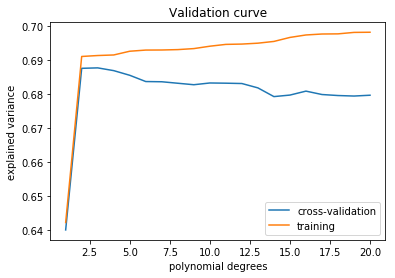 Validation curve
explained variance
0.70
0.69
0.68
0.67
0.66
0.65
0.64
2.5 5.0 7.5 10.0 12.5 15.0 17.5 20.0
polynomial degrees
cross-validation
training